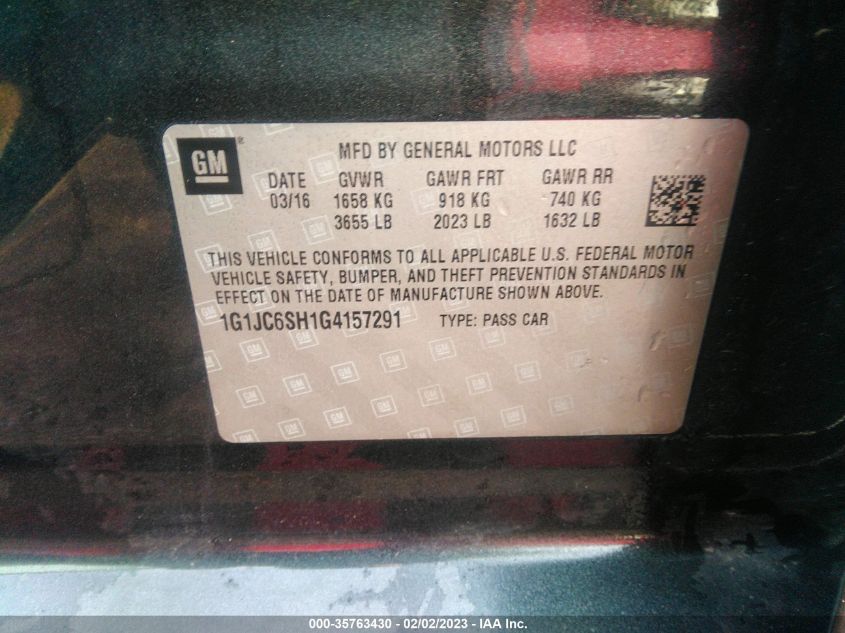 GM®
MFD BY GENERAL MOTORS LLC
DATE GVWR GAWR FRT GAWR RR
03/16 1658 KG 918 KG 740 KG
3655 LB 2023 LB 1632 LB
THIS VEHICLE CONFORMS TO ALL APPLICABLE U.S. FEDERAL MOTOR
VEHICLE SAFETY, BUMPER, AND THEFT PREVENTION STANDARDS IN
EFFECT ON THE DATE OF MANUFACTURE SHOWN ABOVE.
1G1JC6SH1G4157291 TYPE: PASS CAR
000-35763430 - 02/02/2023 - IAA Inc.